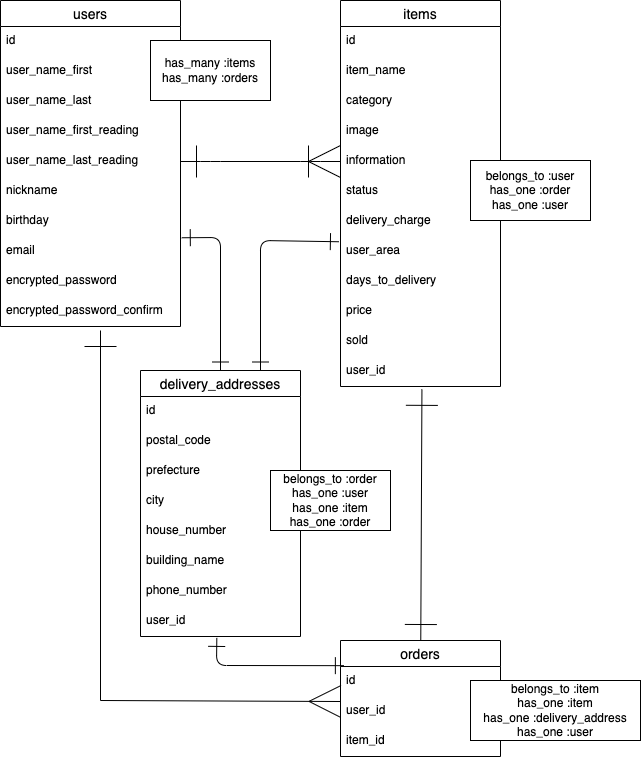 users
id
user_name_first
user_name_last
user_name_first_reading
user_name_last_reading
nickname
birthday
email
encrypted_password
encrypted_password_confirm
has_many :items
has_many :orders
items
id
item_name
category
image
information
status
delivery_charge
user_area
days_to_delivery
price
sold
user_id
belongs_to :user
has_one :order
has_one :user
delivery_addresses
id
postal_code
prefecture
city
house_number
building_name
phone_number
user_id
belongs_to :order
has_one :user
has_one :item
has_one :order
orders
id
user_id
item_id
belongs_to :item
has_one :item
has_one :delivery_address
has_one :user